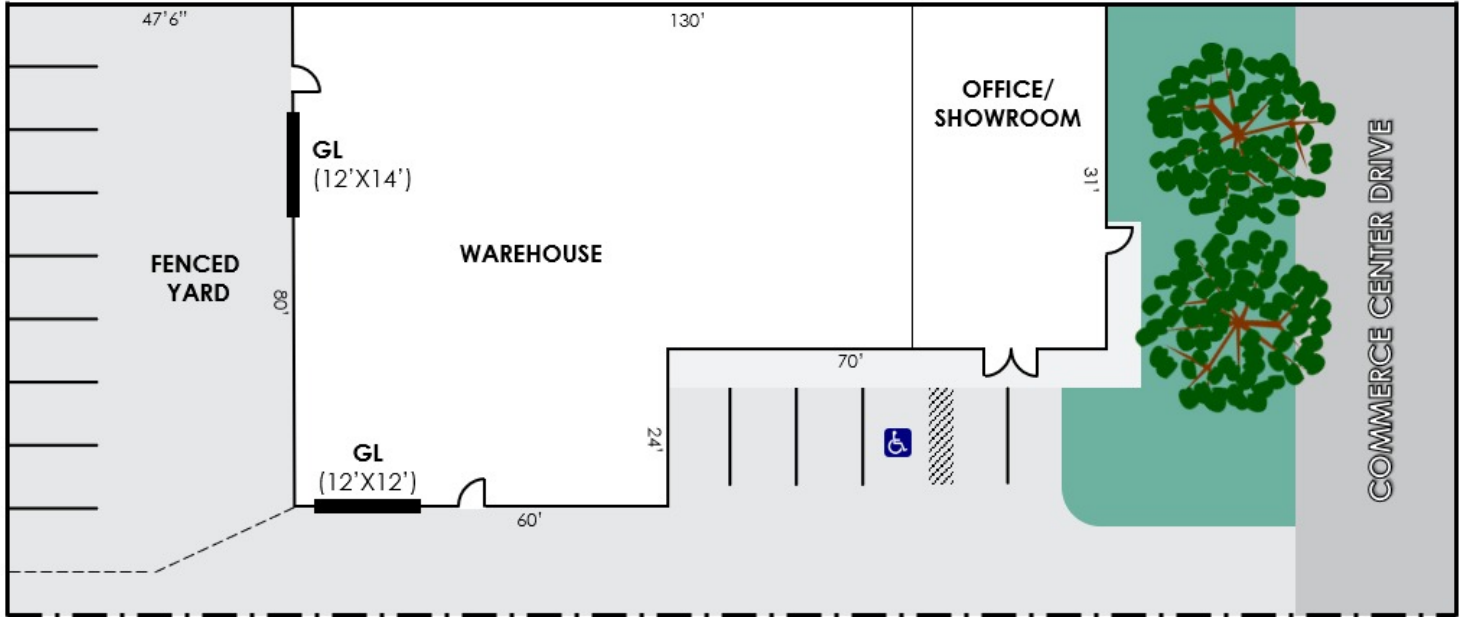 47'6"
130'
OFFICE/
SHOWROOM
GL
(12'X14')
31'
WAREHOUSE
FENCED
YARD
80'
70'
24'
GL
(12'X12')
60'
COMMERCE CENTER DRIVE